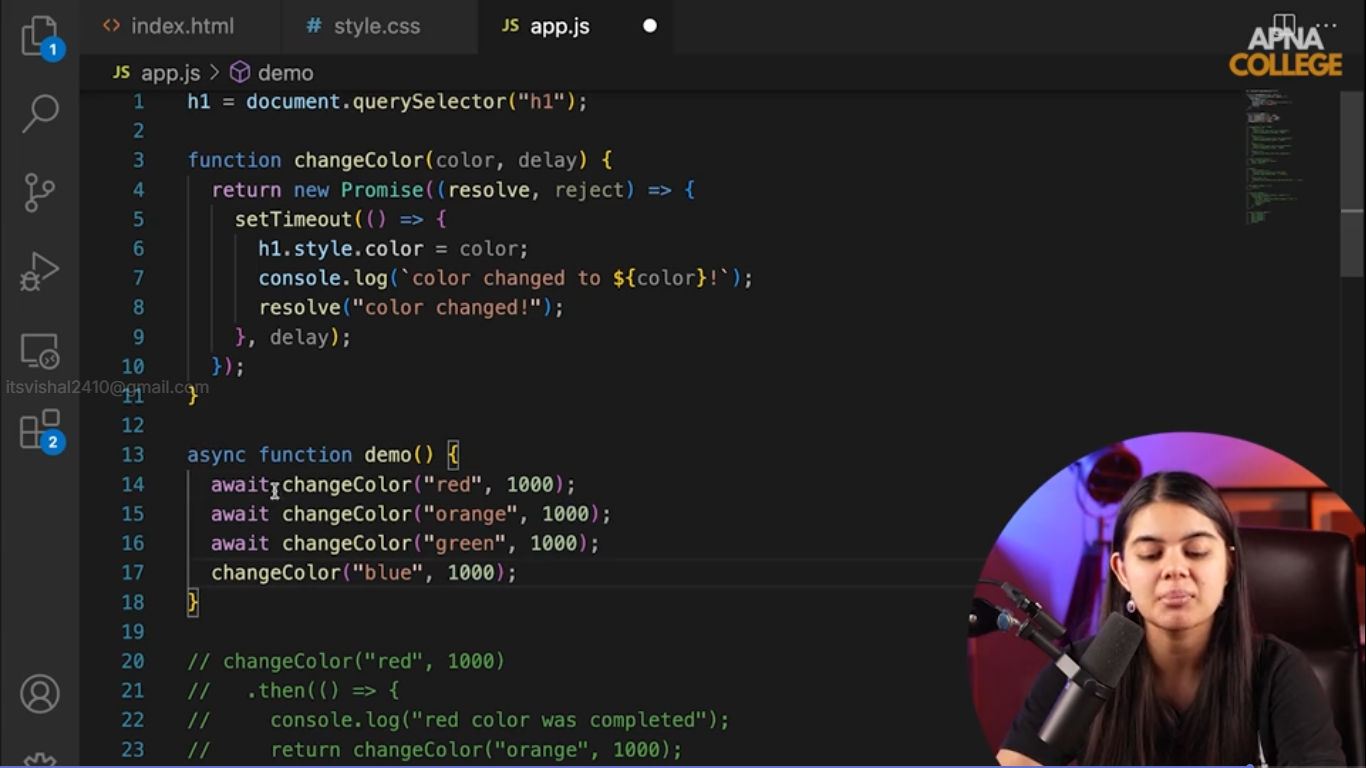 index.html
# style.css
JS app.js
APNA
COLLEGE
JS app.js > demo
1 h1 = document.querySelector("h1");
2
3 function changeColor(color, delay) {
4 return new Promise((resolve, reject) => {
5 setTimeout(() => {
6 h1.style.color = color;
7 console.log(`color changed to ${color}!`);
8 resolve("color changed!");
9 }, delay);
10 });
itsvishal2410@gmail.com
11 }
12
13 async function demo() {
14 await changeColor("red", 1000);
15 await changeColor("orange", 1000);
16 await changeColor("green", 1000);
17 changeColor("blue", 1000);
18 }
19
20 // changeColor("red", 1000)
21 // .then(() => {
22 // console.log("red color was completed");
23 // return changeColor("orange", 1000);
1
2